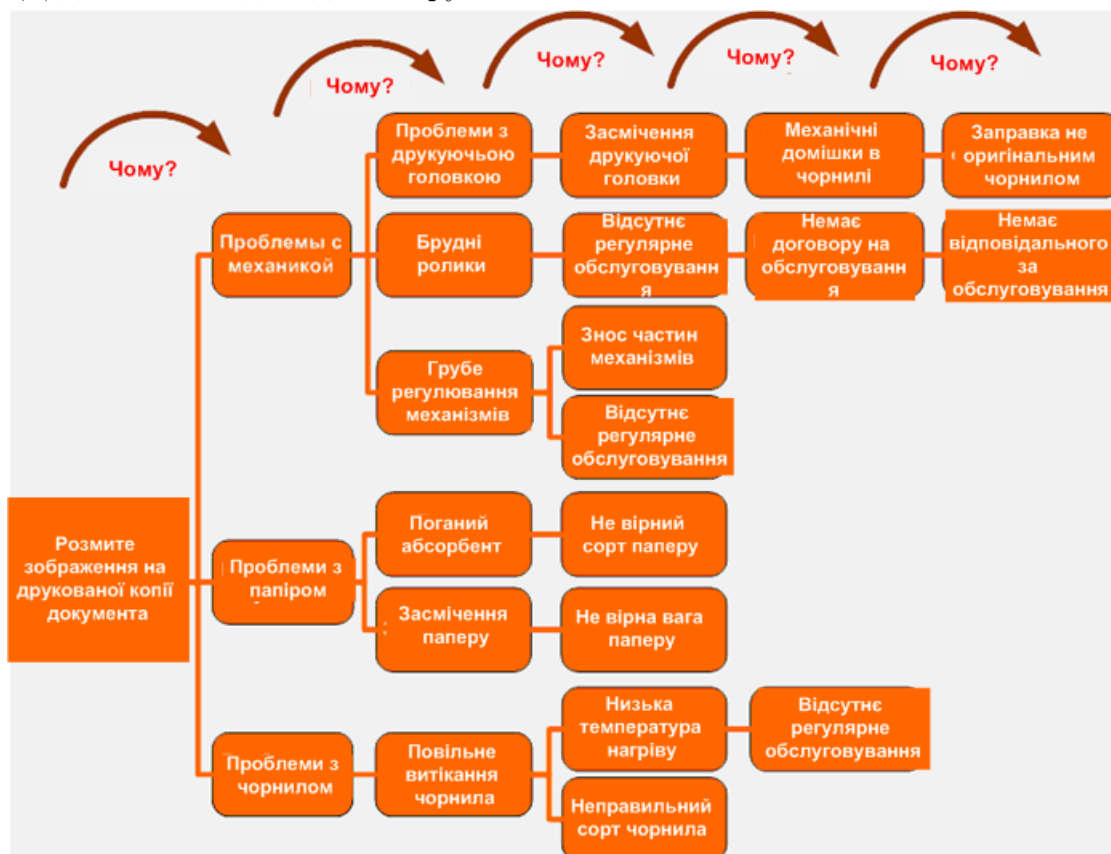 Чому?
Чому?
Чому?
Чому?
Чому?
Проблеми з
друкуючьою
головкою
Засмічення
друкуючої
головки
Механічні
домішки в
чорнилі
Заправка не
оригінальним
чорнилом
Проблемы с
механикой
Брудні
ролики
Відсутнє
регулярне
обслуговуванн
я
Немає
договору на
обслуговуванн
я
Немає
відповідального
за
обслуговування
Грубе
регулювання
механізмів
Знос частин
механізмів
Відсутнє
регулярне
обслуговування
Розмите
зображення на
друкованої копії
документа
Проблеми з
папіром
Поганий
абсорбент
Не вірний
сорт паперу
Засмічення
паперу
Не вірна вага
паперу
Проблеми з
чорнилом
Повільне
витікання
чорнила
Низька
температура
нагріву
Відсутнє
регулярне
обслуговування
Неправильний
сорт чорнила